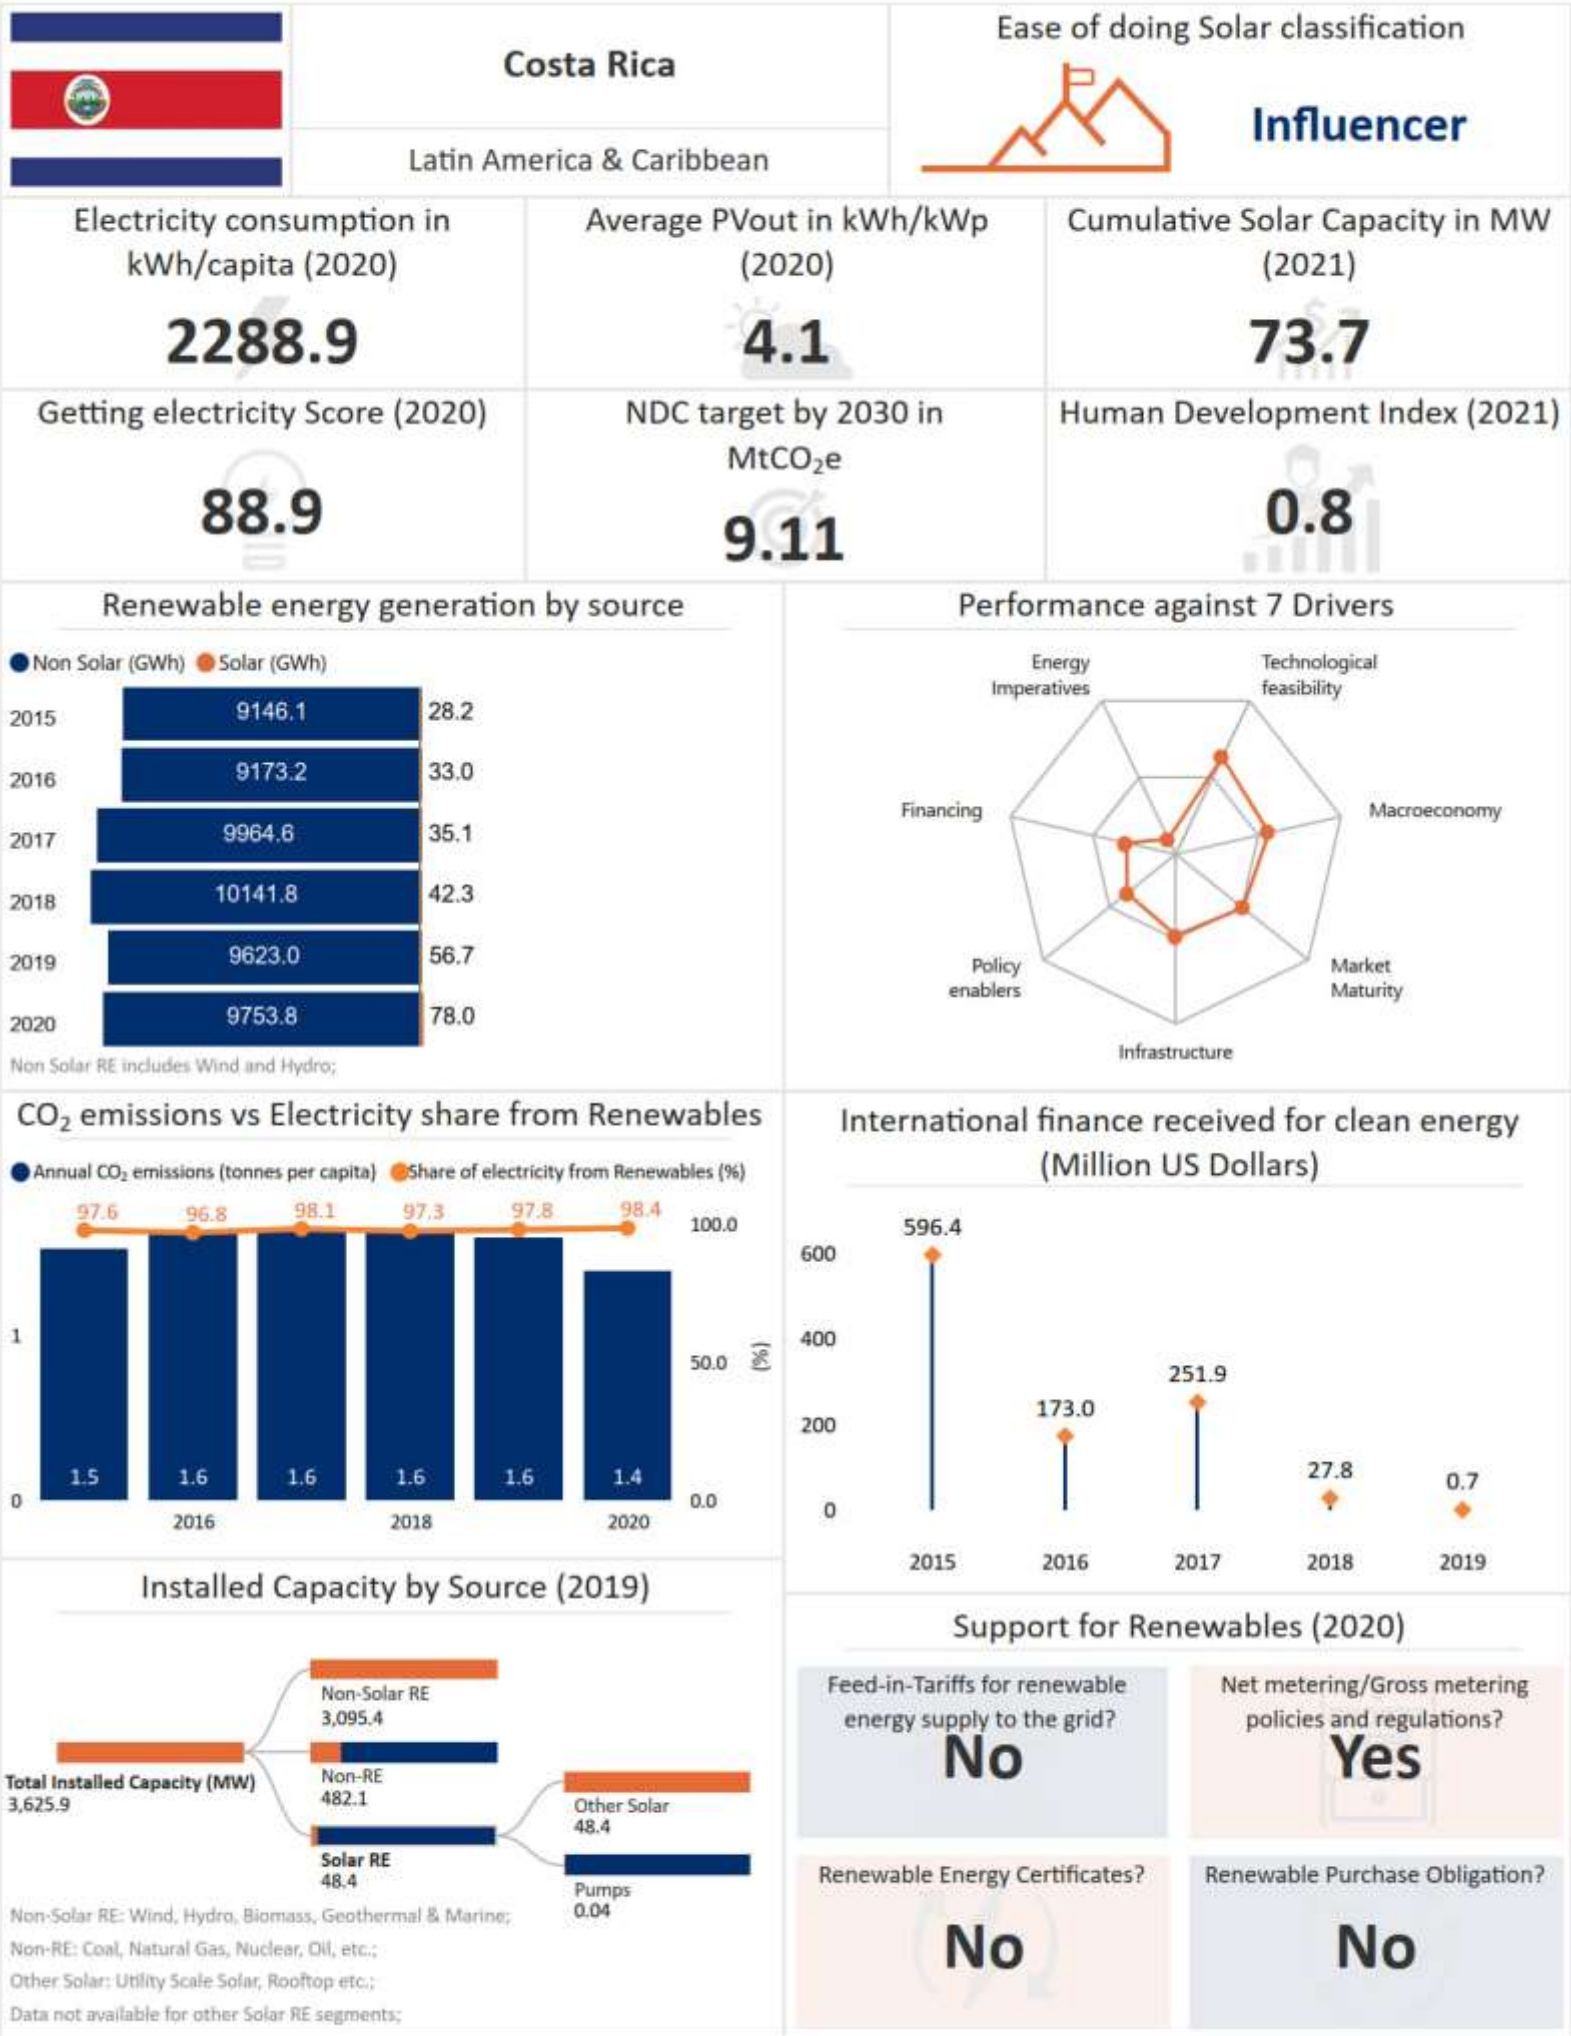 Costa Rica
Latin America & Caribbean
Ease of doing Solar classification
Influencer
Electricity consumption in
kWh/capita (2020)
2288.9
Average PVout in kWh/kWp
(2020)
4.1
Cumulative Solar Capacity in MW
(2021)
73.7
Getting electricity Score (2020)
88.9
NDC target by 2030 in
MtCO₂e
9.11
Human Development Index (2021)
0.8
Renewable energy generation by source
Non Solar (GWh) Solar (GWh)
2015 9146.1 28.2
2016 9173.2 33.0
2017 9964.6 35.1
2018 10141.8 42.3
2019 9623.0 56.7
2020 9753.8 78.0
Non Solar RE includes Wind and Hydro;
Performance against 7 Drivers
Energy
Imperatives
Technological
feasibility
Financing
Macroeconomy
Policy
enablers
Market
Maturity
Infrastructure
CO₂ emissions vs Electricity share from Renewables
Annual CO₂ emissions (tonnes per capita) Share of electricity from Renewables (%)
97.6 96.8 98.1 97.3 97.8 98.4
100.0
1
50.0
(%)
1.5 1.6 1.6 1.6 1.6 1.4
0 0.0
2016 2018 2020
International finance received for clean energy
(Million US Dollars)
596.4
600
400
251.9
173.0
200
27.8
0.7
0
2015 2016 2017 2018 2019
Installed Capacity by Source (2019)
Non-Solar RE
3,095.4
Total Installed Capacity (MW)
3,625.9
Non-RE
482.1
Other Solar
48.4
Solar RE
48.4
Pumps
0.04
Non-Solar RE: Wind, Hydro, Biomass, Geothermal & Marine;
Non-RE: Coal, Natural Gas, Nuclear, Oil, etc.;
Other Solar: Utility Scale Solar, Rooftop etc.;
Data not available for other Solar RE segments;
Support for Renewables (2020)
Feed-in-Tariffs for renewable
energy supply to the grid?
No
Net metering/Gross metering
policies and regulations?
Yes
Renewable Energy Certificates?
No
Renewable Purchase Obligation?
No